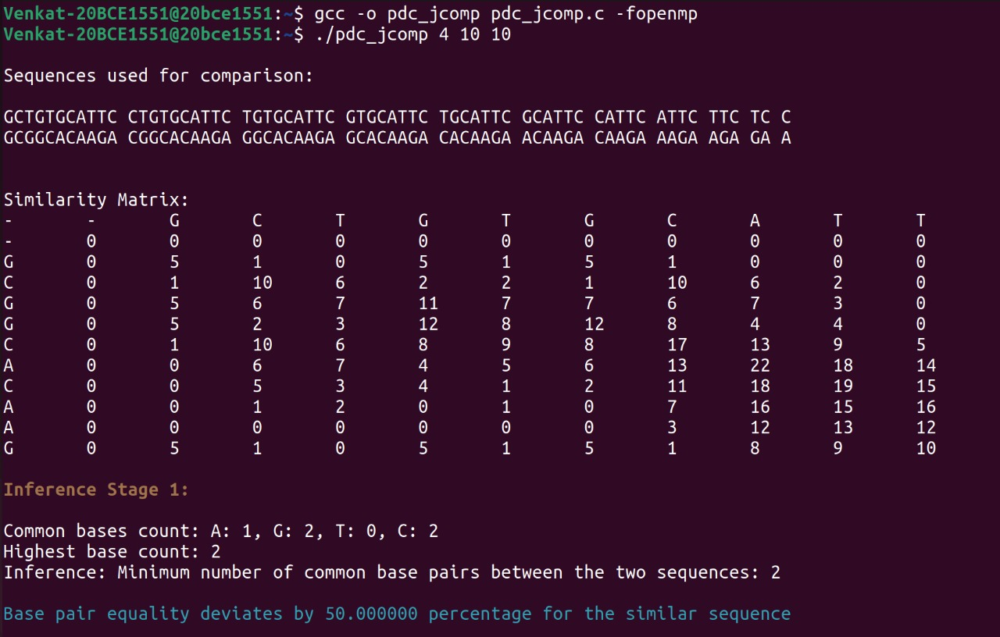 Venkat-20BCE1551@20bce1551:~$ gcc -o pdc_jcomp pdc_jcomp.c -fopenmp
Venkat-20BCE1551@20bce1551:~$ ./pdc_jcomp 4 10 10
Sequences used for comparison:
GCTGTGCATTC CTGTGCATTC TGTGCATTC GTGCATTC TGCATTC GCATTC CATTC ATTC TTC TC C
GCGGCACAAGA CGGCACAAGA GGCACAAGA GCACAAGA CACAAGA ACAAGA CAAGA AAGA AGA GA A
Similarity Matrix:
- - G C T G T G C A T T
- 0 0 0 0 0 0 0 0 0 0 0
G 0 5 1 0 5 1 5 1 0 0 0
C 0 1 10 6 2 2 1 10 6 2 0
G 0 5 6 7 11 7 7 6 7 3 0
G 0 5 2 3 12 8 12 8 4 4 0
C 0 1 10 6 8 9 8 17 13 9 5
A 0 0 6 7 4 5 6 13 22 18 14
C 0 0 5 3 4 1 2 11 18 19 15
A 0 0 1 2 0 1 0 7 16 15 16
A 0 0 0 0 0 0 0 3 12 13 12
G 0 5 1 0 5 1 5 1 8 9 10
Inference Stage 1:
Common bases count: A: 1, G: 2, T: 0, C: 2
Highest base count: 2
Inference: Minimum number of common base pairs between the two sequences: 2
Base pair equality deviates by 50.000000 percentage for the similar sequence